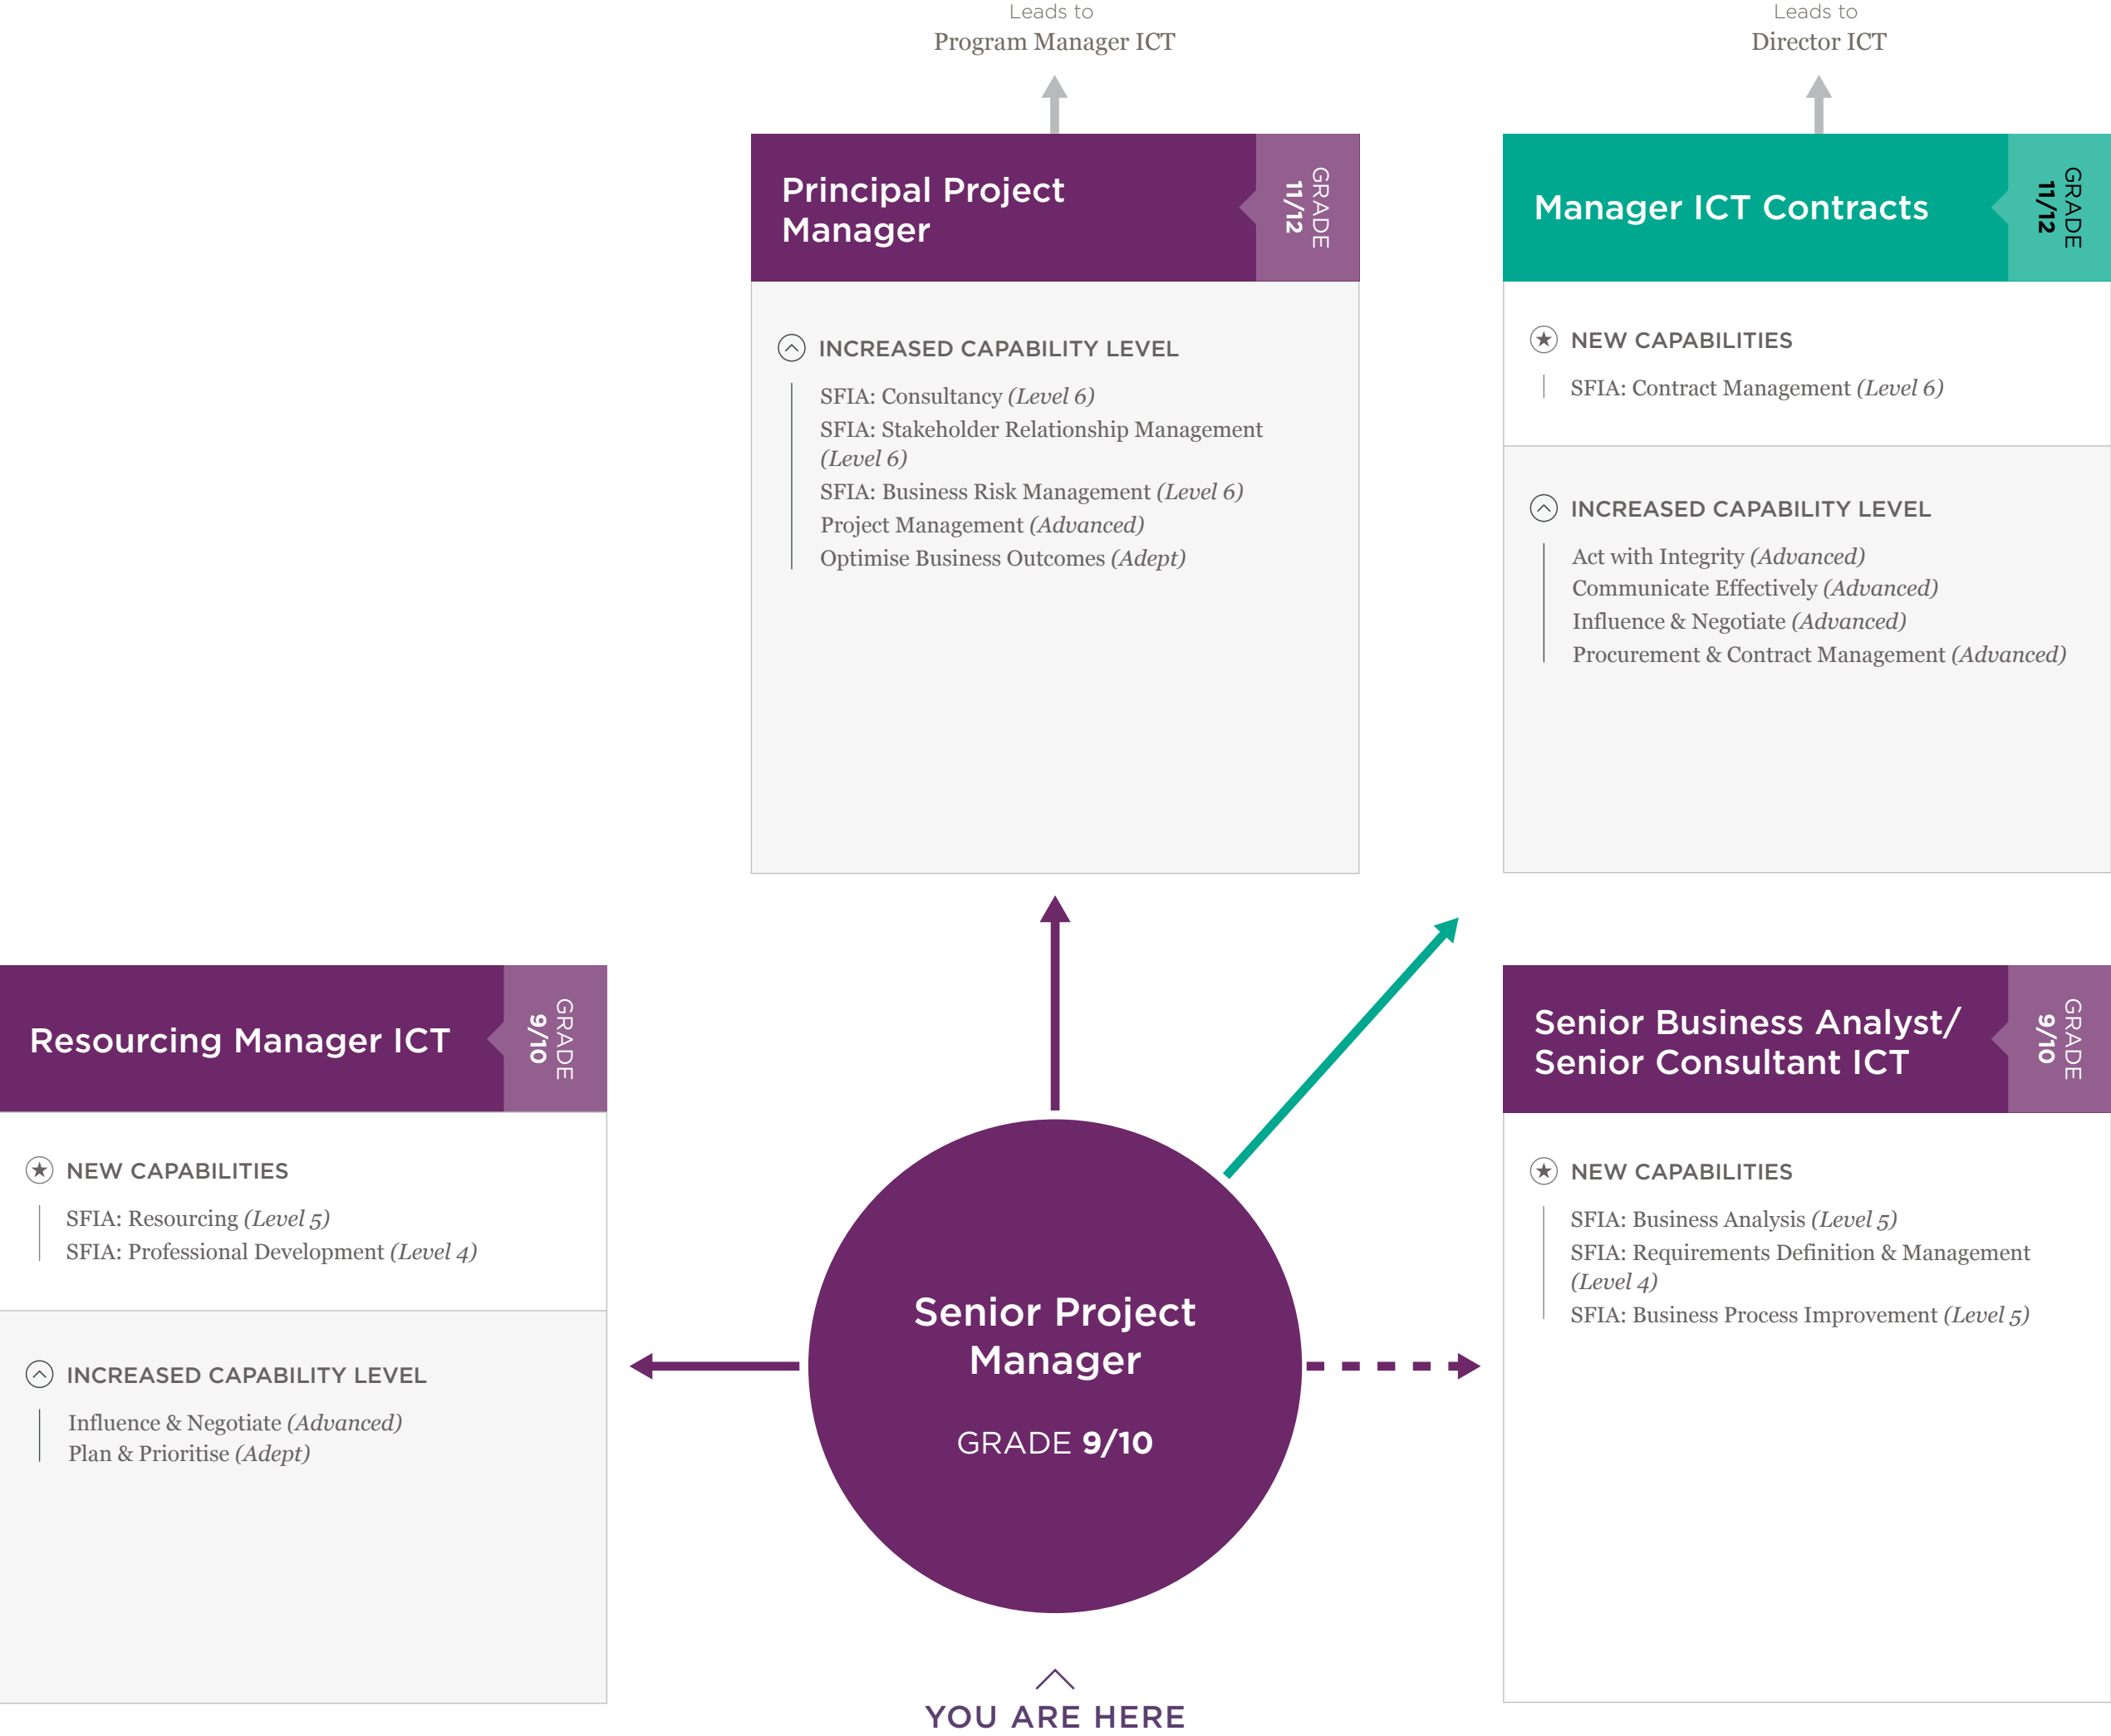 Leads to
Program Manager ICT
Leads to
Director ICT
Principal Project
Manager
GRADE
11/12
INCREASED CAPABILITY LEVEL
SFIA: Consultancy (Level 6)
SFIA: Stakeholder Relationship Management
(Level 6)
SFIA: Business Risk Management (Level 6)
Project Management (Advanced)
Optimise Business Outcomes (Adept)
Manager ICT Contracts
GRADE
11/12
NEW CAPABILITIES
SFIA: Contract Management (Level 6)
INCREASED CAPABILITY LEVEL
Act with Integrity (Advanced)
Communicate Effectively (Advanced)
Influence & Negotiate (Advanced)
Procurement & Contract Management (Advanced)
Resourcing Manager ICT
GRADE
9/10
NEW CAPABILITIES
SFIA: Resourcing (Level 5)
SFIA: Professional Development (Level 4)
INCREASED CAPABILITY LEVEL
Influence & Negotiate (Advanced)
Plan & Prioritise (Adept)
Senior Project
Manager
GRADE 9/10
YOU ARE HERE
Senior Business Analyst/
Senior Consultant ICT
GRADE
9/10
NEW CAPABILITIES
SFIA: Business Analysis (Level 5)
SFIA: Requirements Definition & Management
(Level 4)
SFIA: Business Process Improvement (Level 5)